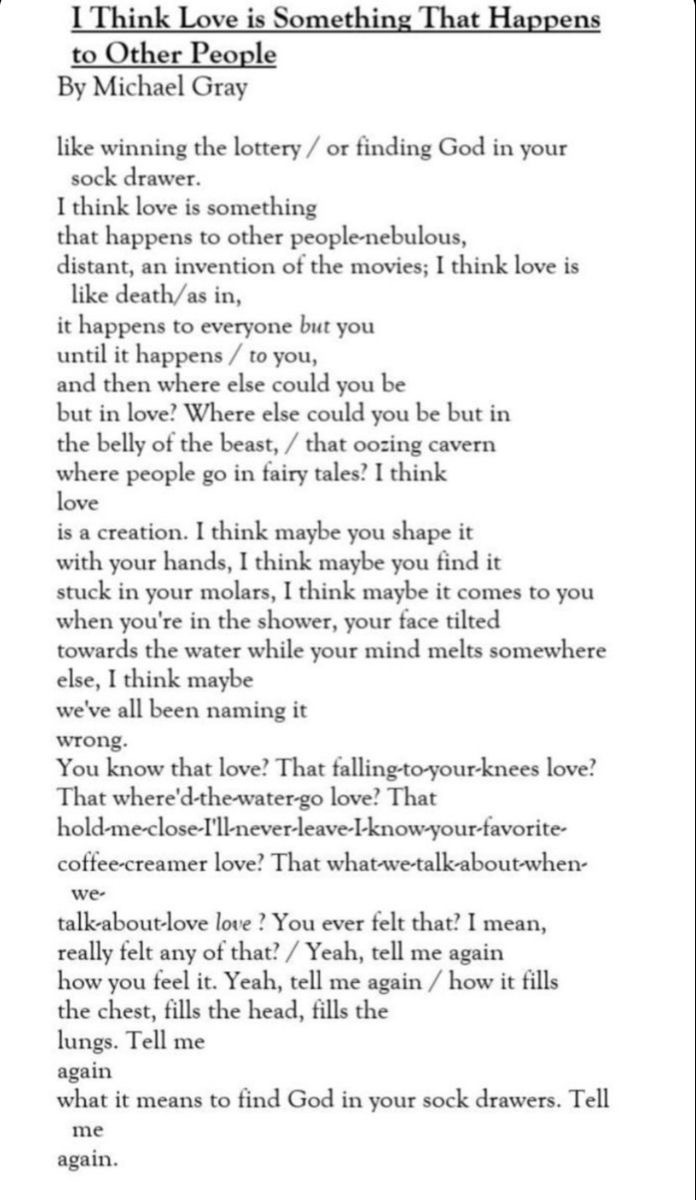 I Think Love is Something That Happens
to Other People
By Michael Gray
like winning the lottery / or finding God in your
sock drawer.
I think love is something
that happens to other people-nebulous,
distant, an invention of the movies; I think love is
like death/as in,
it happens to everyone but you
until it happens / to you,
and then where else could you be
but in love? Where else could you be but in
the belly of the beast, / that oozing cavern
where people go in fairy tales? I think
love
is a creation. I think maybe you shape it
with your hands, I think maybe you find it
stuck in your molars, I think maybe it comes to you
when you're in the shower, your face tilted
towards the water while your mind melts somewhere
else, I think maybe
we've all been naming it
wrong.
You know that love? That falling-to-your-knees love?
That where'd-the-water-go love? That
hold-me-close-I'll-never-leave-I-know-your-favorite-
coffee-creamer love? That what-we-talk-about-when-
we-
talk-about-love love ? You ever felt that? I mean,
really felt any of that? / Yeah, tell me again
how you feel it. Yeah, tell me again / how it fills
the chest, fills the head, fills the
lungs. Tell me
again
what it means to find God in your sock drawers. Tell
me
again.